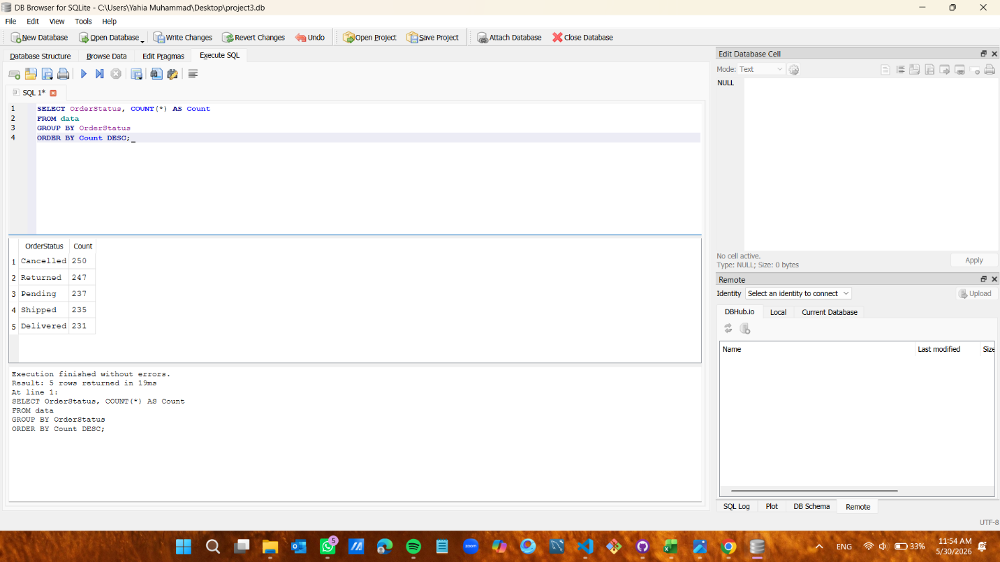 DB Browser for SQLite - C:\Users\Yahia Muhammad\Desktop\project3.db
File Edit View Tools Help
New Database Open Database Write Changes Revert Changes Undo Open Project Save Project Attach Database Close Database
Database Structure Browse Data Edit Pragmas Execute SQL
SQL 1*
1 SELECT OrderStatus, COUNT(*) AS Count
2 FROM data
3 GROUP BY OrderStatus
4 ORDER BY Count DESC;
OrderStatus Count
1 Cancelled 250
2 Returned 247
3 Pending 237
4 Shipped 235
5 Delivered 231
Execution finished without errors.
Result: 5 rows returned in 19ms
At line 1:
SELECT OrderStatus, COUNT(*) AS Count
FROM data
GROUP BY OrderStatus
ORDER BY Count DESC;
Edit Database Cell
Mode: Text
NULL
No cell active.
Type: NULL; Size: 0 bytes
Apply
Remote
Identity Select an identity to connect Upload
DBHub.io Local Current Database
Name Last modified Size
SQL Log Plot DB Schema Remote
UTF-8
5
zoom
ENG 33% 11:54 AM
5/30/2026